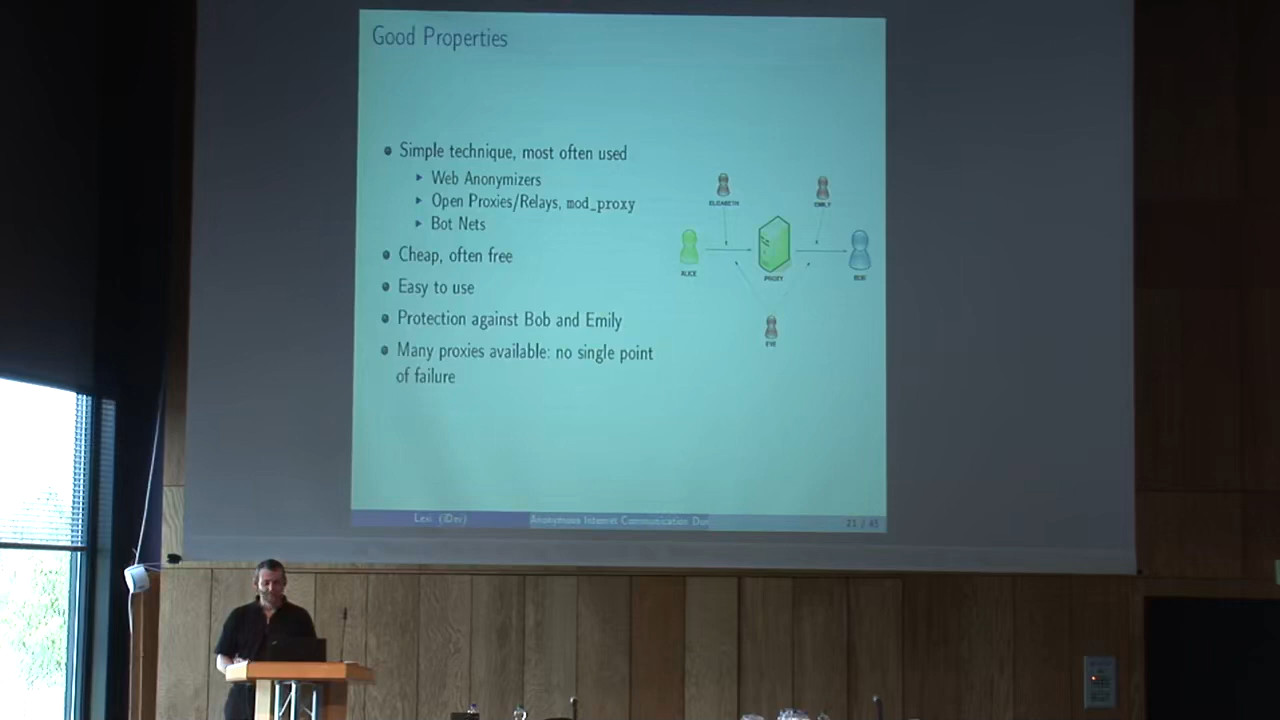 Good Properties
Simple technique, most often used
Web Anonymizers
Open Proxies/Relays, mod_proxy
Bot Nets
Cheap, often free
Easy to use
Protection against Bob and Emily
Many proxies available: no single point
of failure
ELIZABETH
EMILY
ALICE
PROXY
BOB
EVE
Anonymous Internet Communication
21 / 45